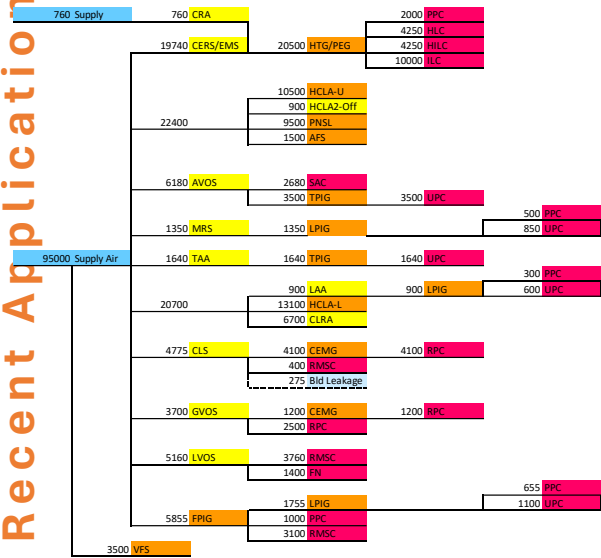 Recent Application
760 Supply 760 CRA 2000 PPC
4250 HLC
19740 CERS/EMS 20500 HTG/PEG 4250 HILC
10000 ILC
10500 HCLA-U
900 HCLA2-Off
22400 9500 PNSL
1500 AFS
6180 AVOS 2680 SAC
3500 TPIG 3500 UPC
500 PPC
1350 MRS 1350 LPIG 850 UPC
95000 Supply Air 1640 TAA 1640 TPIG 1640 UPC
300 PPC
900 LAA 900 LPIG 600 UPC
20700 13100 HCLA-L
6700 CLRA
4775 CLS 4100 CEMG 4100 RPC
400 RMSC
275 Bld Leakage
3700 GVOS 1200 CEMG 1200 RPC
2500 RPC
5160 LVOS 3760 RMSC
1400 FN
655 PPC
1755 LPIG 1100 UPC
5855 FPIG 1000 PPC
3100 RMSC
3500 VFS